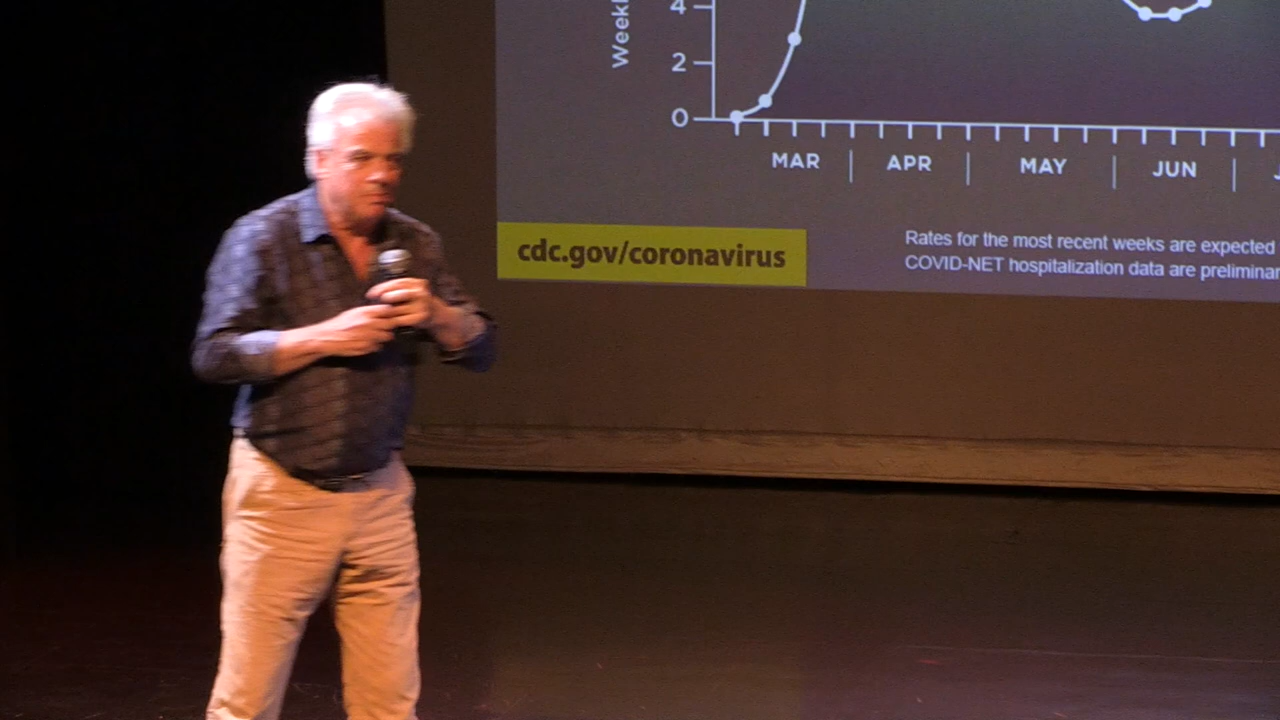 Weekl
4
2
0
MAR | APR | MAY | JUN |
cdc.gov/coronavirus
Rates for the most recent weeks are expected
COVID-NET hospitalization data are preliminar